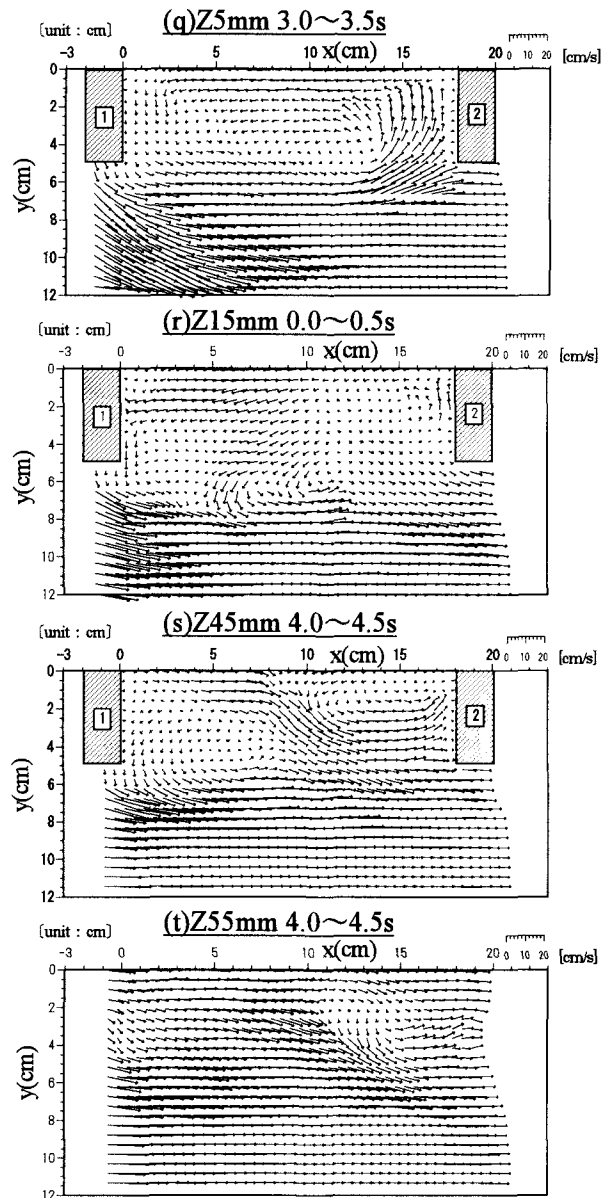 (q)Z5mm 3.0〜3.5s
[unit : cm]
-3 0 5 10 15 20
x(cm)
0 10 20 [cm/s]
0
2
4
6
8
10
12
y(cm)
1
2
(r)Z15mm 0.0〜0.5s
[unit : cm]
-3 0 5 10 15 20
x(cm)
0 10 20 [cm/s]
0
2
4
6
8
10
12
y(cm)
1
2
(s)Z45mm 4.0〜4.5s
[unit : cm]
-3 0 5 10 15 20
x(cm)
0 10 20 [cm/s]
0
2
4
6
8
10
12
y(cm)
1
2
(t)Z55mm 4.0〜4.5s
[unit : cm]
-3 0 5 10 15 20
x(cm)
0 10 20 [cm/s]
0
2
4
6
8
10
12
y(cm)